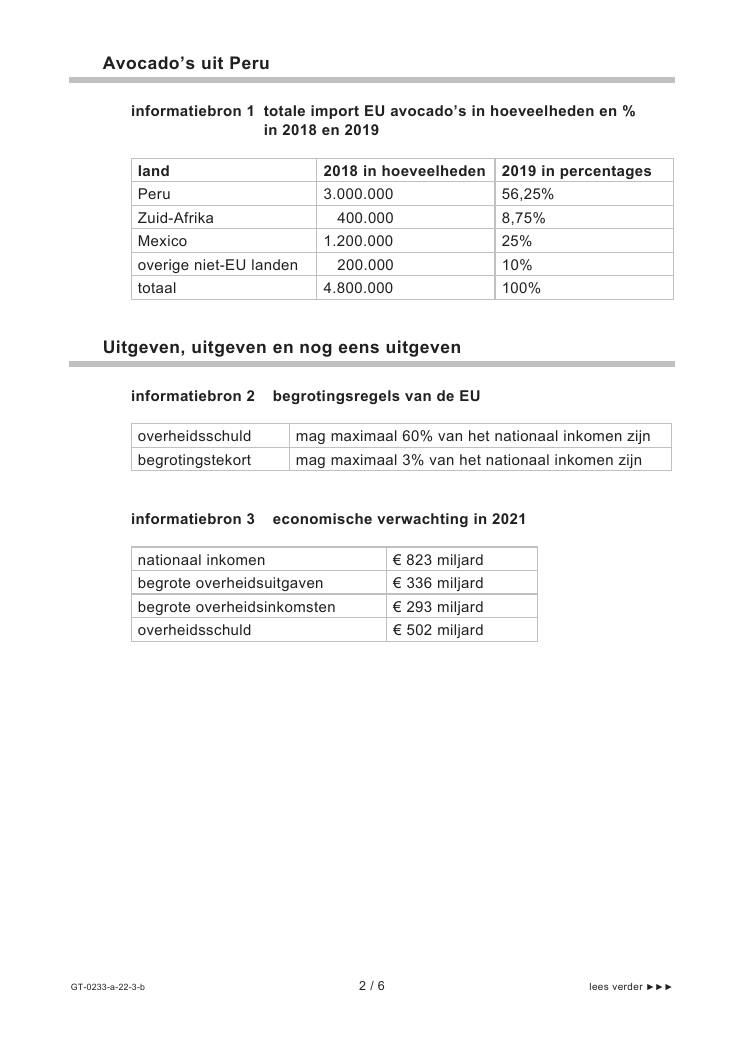 Avocado’s uit Peru
informatiebron 1 totale import EU avocado’s in hoeveelheden en %
in 2018 en 2019
land 2018 in hoeveelheden 2019 in percentages
Peru 3.000.000 56,25%
Zuid-Afrika 400.000 8,75%
Mexico 1.200.000 25%
overige niet-EU landen 200.000 10%
totaal 4.800.000 100%
Uitgeven, uitgeven en nog eens uitgeven
informatiebron 2 begrotingsregels van de EU
overheidsschuld mag maximaal 60% van het nationaal inkomen zijn
begrotingstekort mag maximaal 3% van het nationaal inkomen zijn
informatiebron 3 economische verwachting in 2021
nationaal inkomen € 823 miljard
begrote overheidsuitgaven € 336 miljard
begrote overheidsinkomsten € 293 miljard
overheidsschuld € 502 miljard
GT-0233-a-22-3-b 2 / 6 lees verder ►►►